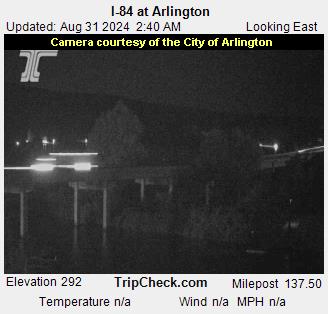 I-84 at Arlington
Updated: Aug 31 2024 2:40 AM Looking East
Camera courtesy of the City of Arlington
Elevation 292 TripCheck.com Milepost 137.50
Temperature n/a Wind n/a MPH n/a